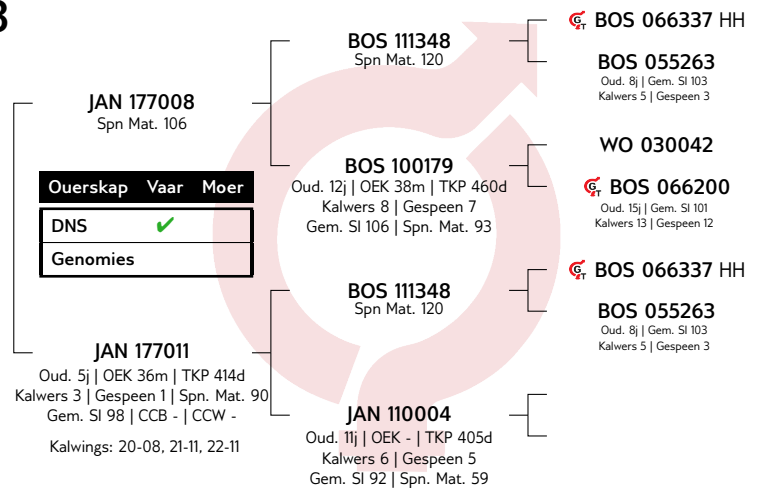 3
JAN 177008
Spn Mat. 106
Ouerskap Vaar Moer
DNS ✔
Genomies
JAN 177011
Oud. 5j | OEK 36m | TKP 414d
Kalwers 3 | Gespeen 1 | Spn. Mat. 90
Gem. SI 98 | CCB - | CCW -
Kalwings: 20-08, 21-11, 22-11
BOS 111348
Spn Mat. 120
BOS 100179
Oud. 12j | OEK 38m | TKP 460d
Kalwers 8 | Gespeen 7
Gem. SI 106 | Spn. Mat. 93
BOS 111348
Spn Mat. 120
JAN 110004
Oud. 11j | OEK - | TKP 405d
Kalwers 6 | Gespeen 5
Gem. SI 92 | Spn. Mat. 59
GT BOS 066337 HH
BOS 055263
Oud. 8j | Gem. SI 103
Kalwers 5 | Gespeen 3
WO 030042
GT BOS 066200
Oud. 15j | Gem. SI 101
Kalwers 13 | Gespeen 12
GT BOS 066337 HH
BOS 055263
Oud. 8j | Gem. SI 103
Kalwers 5 | Gespeen 3